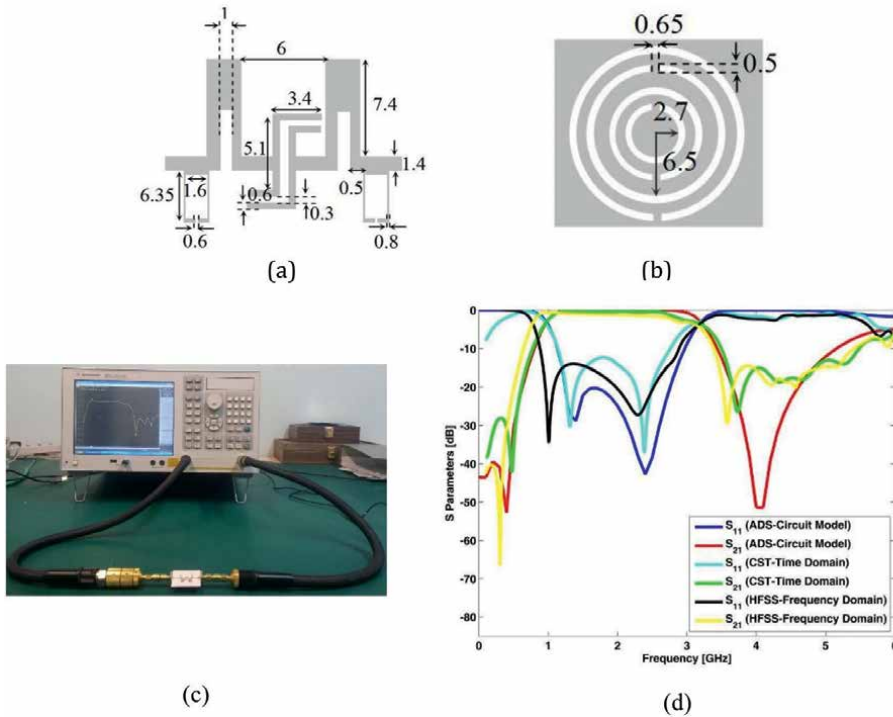 1
6
3.4
7.4
5.1
1.4
0.6
0.5
6.35
1.6
0.3
0.6
0.8
(a)
0.65
0.5
2.7
6.5
(b)
(c)
0
-10
-20
-30
-40
-50
-60
-70
-80
S Parameters [dB]
0 1 2 3 4 5 6
Frequency [GHz]
S11 (ADS-Circuit Model)
S21 (ADS-Circuit Model)
S11 (CST-Time Domain)
S21 (CST-Time Domain)
S11 (HFSS-Frequency Domain)
S21 (HFSS-Frequency Domain)
(d)